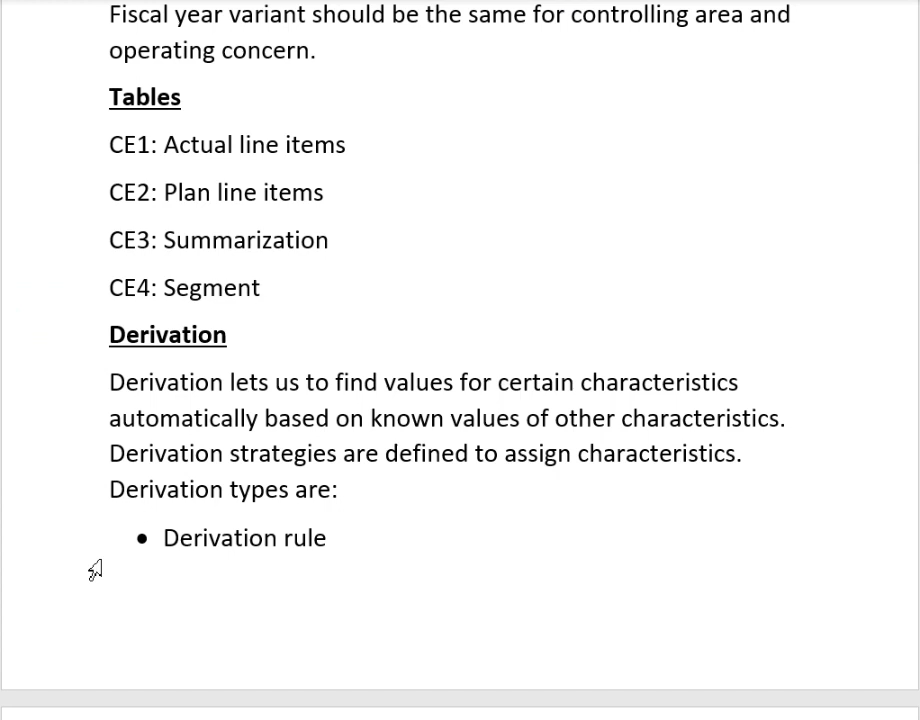 Fiscal year variant should be the same for controlling area and
operating concern.
Tables
CE1: Actual line items
CE2: Plan line items
CE3: Summarization
CE4: Segment
Derivation
Derivation lets us to find values for certain characteristics
automatically based on known values of other characteristics.
Derivation strategies are defined to assign characteristics.
Derivation types are:
• Derivation rule